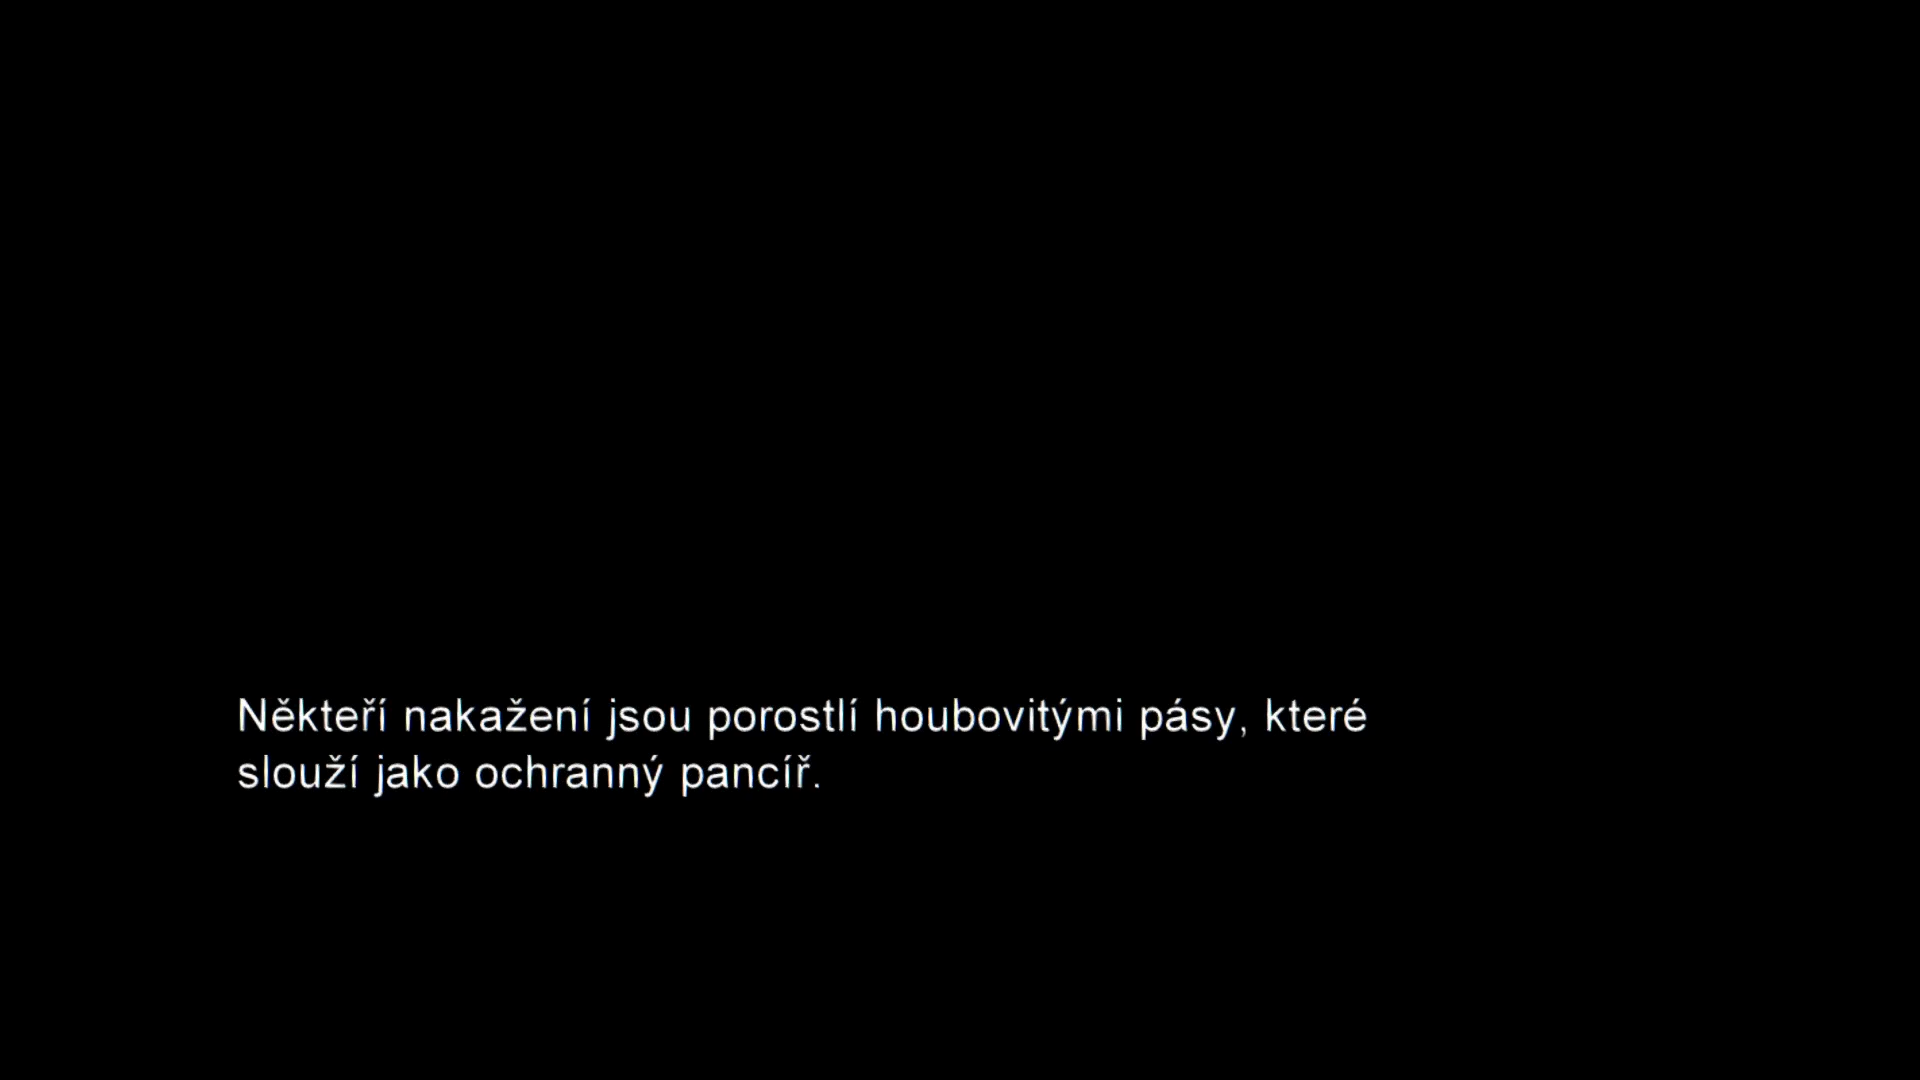 Někteří nakažení jsou porostlí houbovitými pásy, které
slouží jako ochranný pancíř.